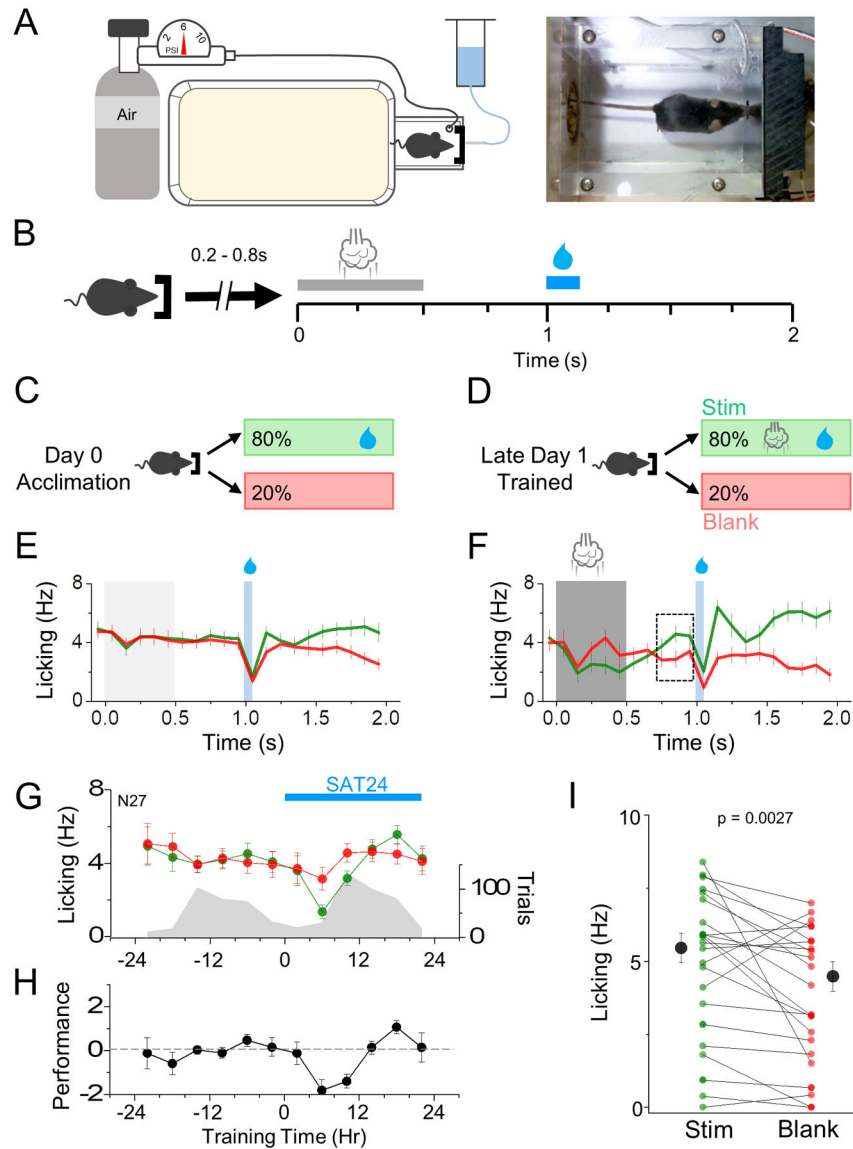 A
2 6 10
PSI
Air
B
0.2 - 0.8s
0 1 2
Time (s)
C
Day 0
Acclimation
80%
20%
D
Late Day 1
Trained
Stim
80%
20%
Blank
E
Licking (Hz)
8
4
0
0.0 0.5 1.0 1.5 2.0
Time (s)
F
Licking (Hz)
8
4
0
0.0 0.5 1.0 1.5 2.0
Time (s)
G
N27
SAT24
Licking (Hz)
8
4
0
100
0
Trials
-24 -12 0 12 24
H
Performance
2
0
-2
-24 -12 0 12 24
Training Time (Hr)
I
p = 0.0027
Licking (Hz)
10
5
0
Stim Blank